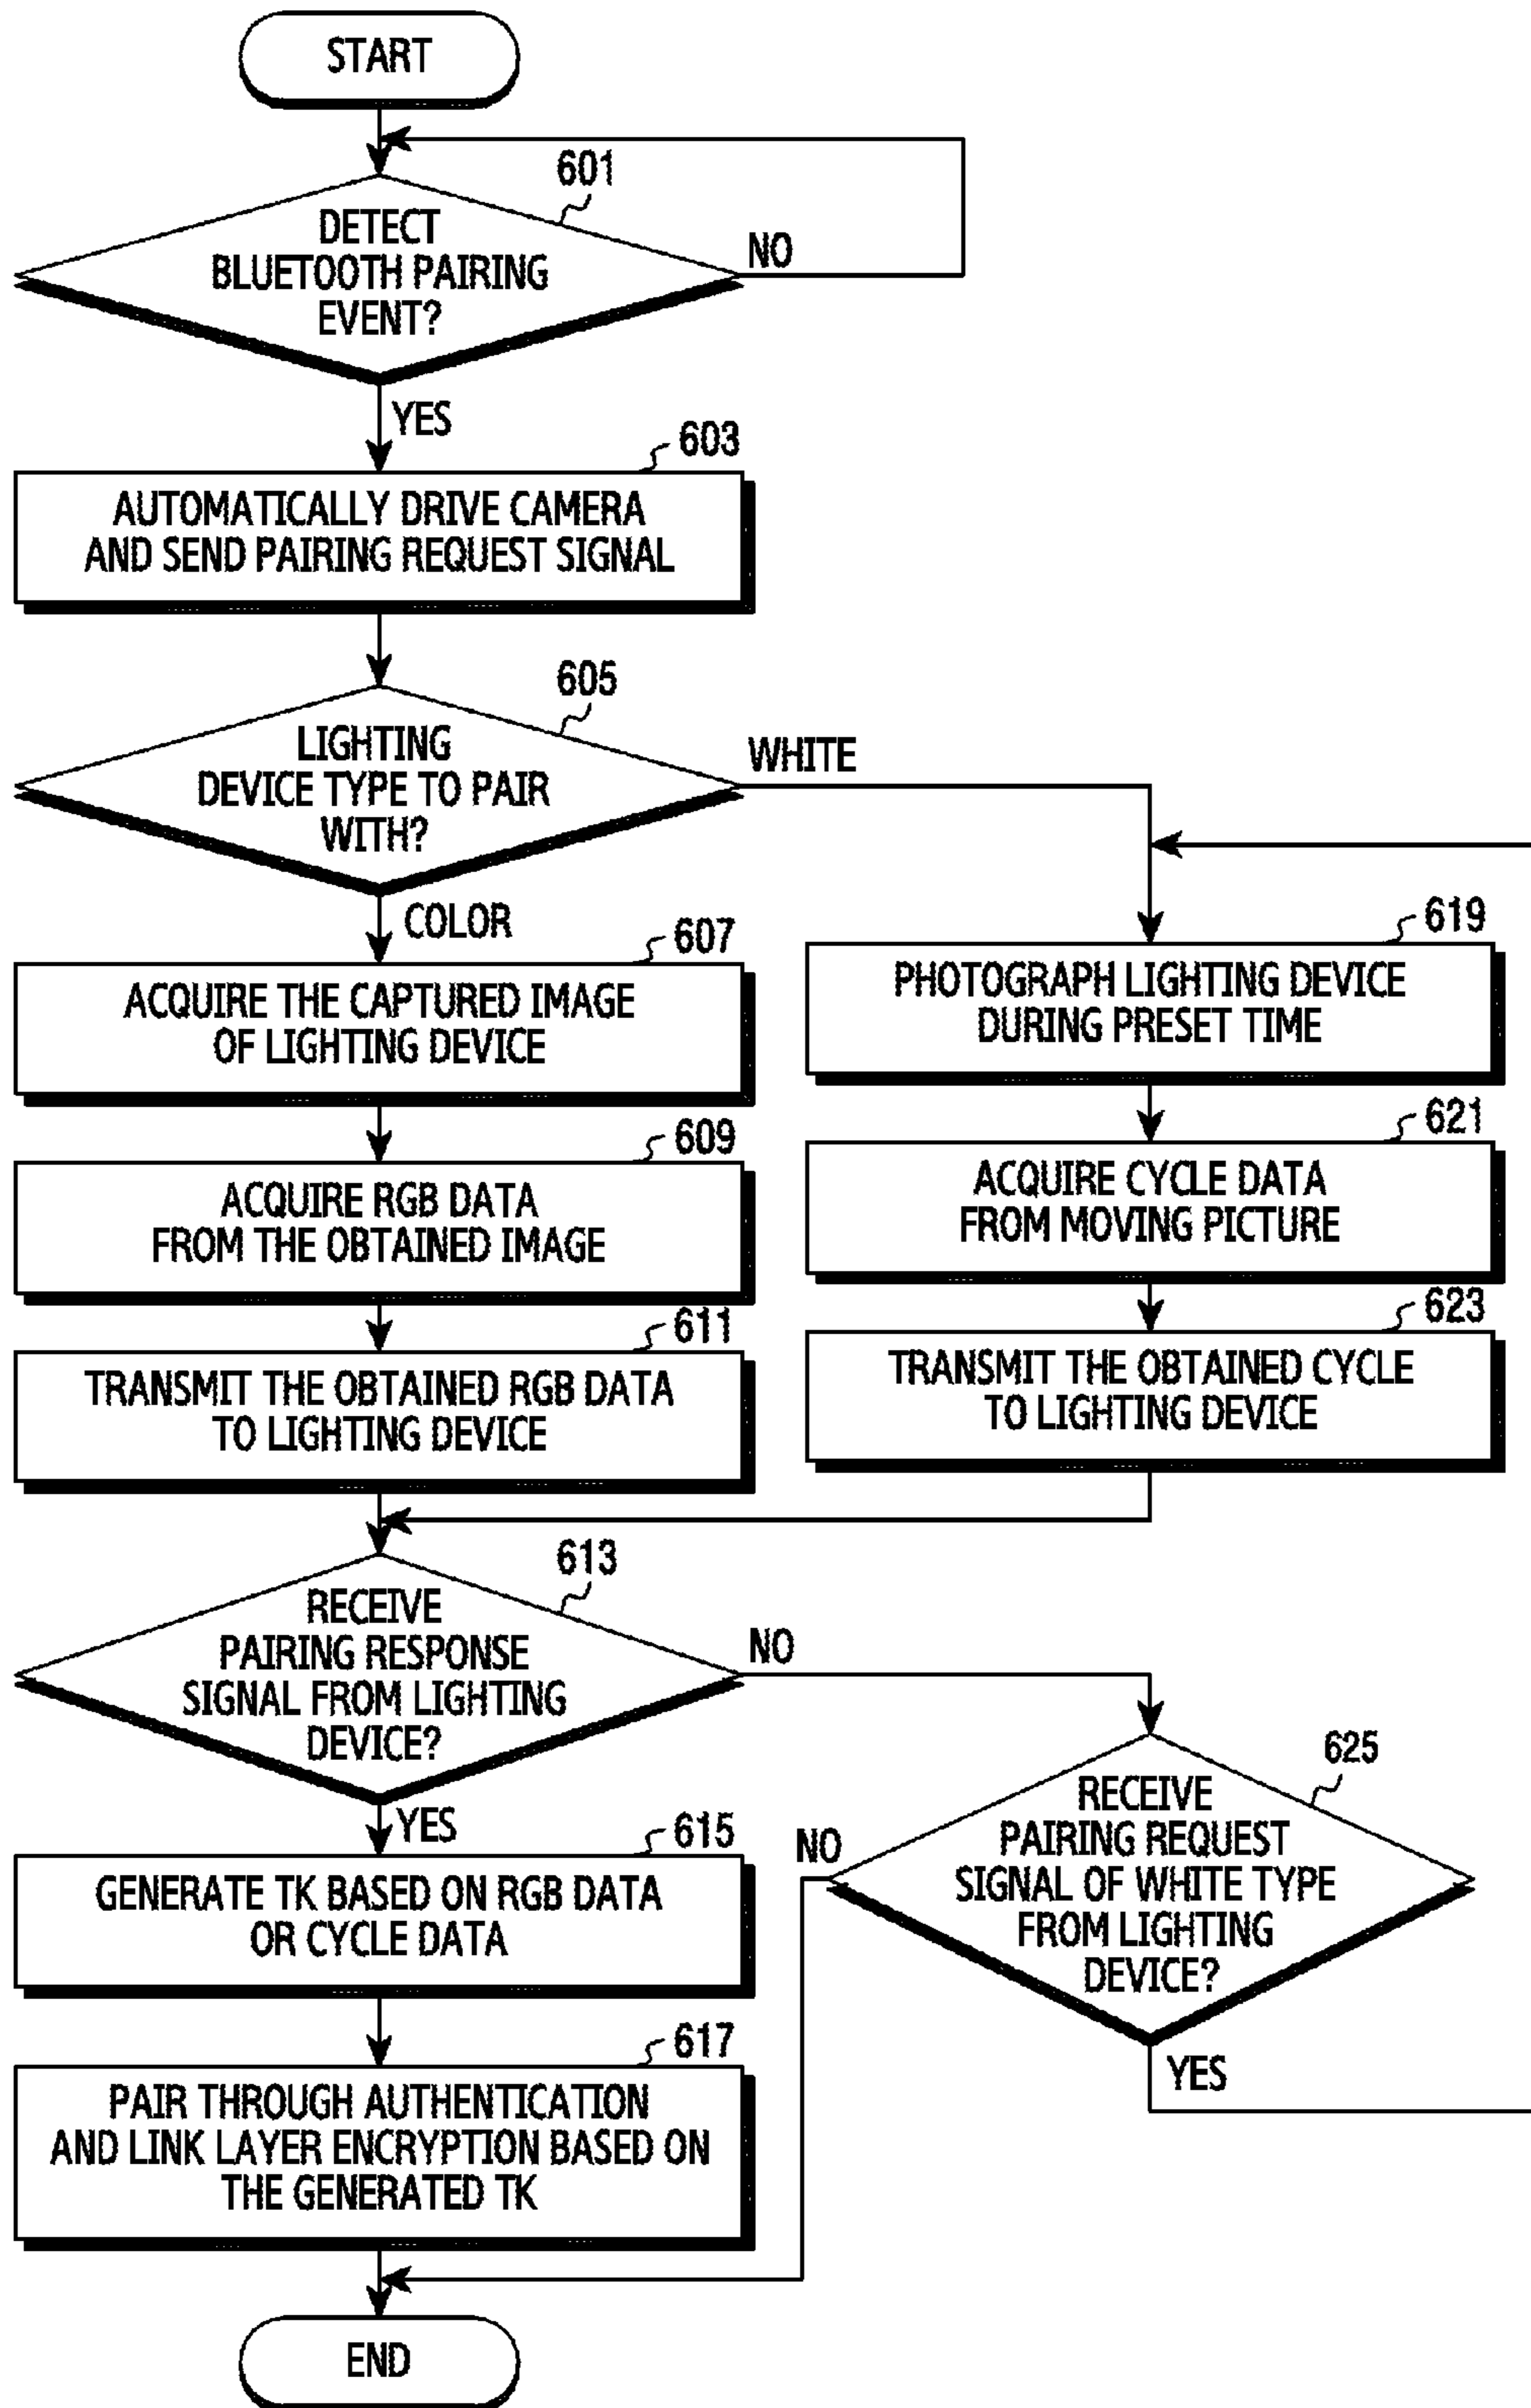 START
601
DETECT
BLUETOOTH PAIRING
EVENT?
NO
YES
603
AUTOMATICALLY DRIVE CAMERA
AND SEND PAIRING REQUEST SIGNAL
605
LIGHTING
DEVICE TYPE TO PAIR
WITH?
WHITE
COLOR
607
ACQUIRE THE CAPTURED IMAGE
OF LIGHTING DEVICE
609
ACQUIRE RGB DATA
FROM THE OBTAINED IMAGE
611
TRANSMIT THE OBTAINED RGB DATA
TO LIGHTING DEVICE
619
PHOTOGRAPH LIGHTING DEVICE
DURING PRESET TIME
621
ACQUIRE CYCLE DATA
FROM MOVING PICTURE
623
TRANSMIT THE OBTAINED CYCLE
TO LIGHTING DEVICE
613
RECEIVE
PAIRING RESPONSE
SIGNAL FROM LIGHTING
DEVICE?
NO
YES
615
GENERATE TK BASED ON RGB DATA
OR CYCLE DATA
617
PAIR THROUGH AUTHENTICATION
AND LINK LAYER ENCRYPTION BASED ON
THE GENERATED TK
625
RECEIVE
PAIRING REQUEST
SIGNAL OF WHITE TYPE
FROM LIGHTING
DEVICE?
NO
YES
END